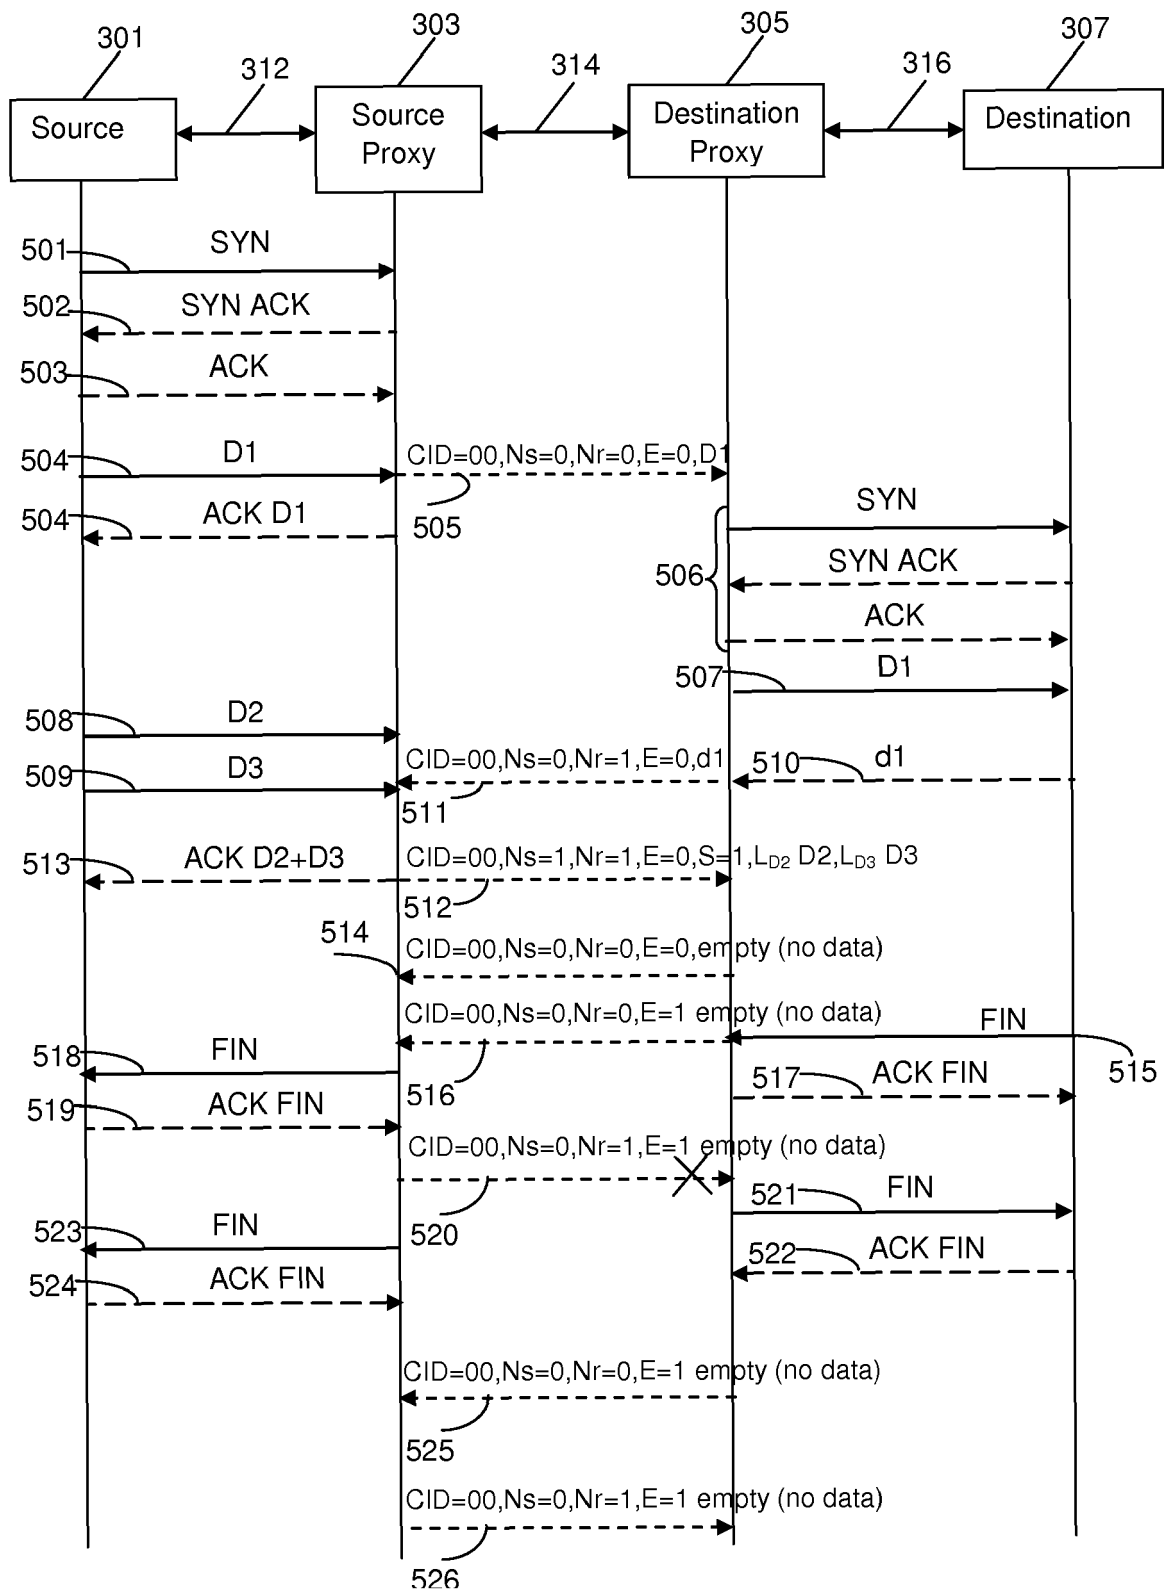 301
303
305
307
312
314
316
Source
Source
Proxy
Destination
Proxy
Destination
501
SYN
502
SYN ACK
503
ACK
504
D1
CID=00,Ns=0,Nr=0,E=0,D1
504
ACK D1
505
SYN
506
SYN ACK
ACK
507
D1
508
D2
509
D3
CID=00,Ns=0,Nr=1,E=0,d1
510
d1
511
513
ACK D2+D3
CID=00,Ns=1,Nr=1,E=0,S=1,LD2 D2,LD3 D3
512
514
CID=00,Ns=0,Nr=0,E=0,empty (no data)
CID=00,Ns=0,Nr=0,E=1 empty (no data)
FIN
515
518
FIN
516
517
ACK FIN
519
ACK FIN
CID=00,Ns=0,Nr=1,E=1 empty (no data)
520
521
FIN
523
FIN
522
ACK FIN
524
ACK FIN
CID=00,Ns=0,Nr=0,E=1 empty (no data)
525
CID=00,Ns=0,Nr=1,E=1 empty (no data)
526